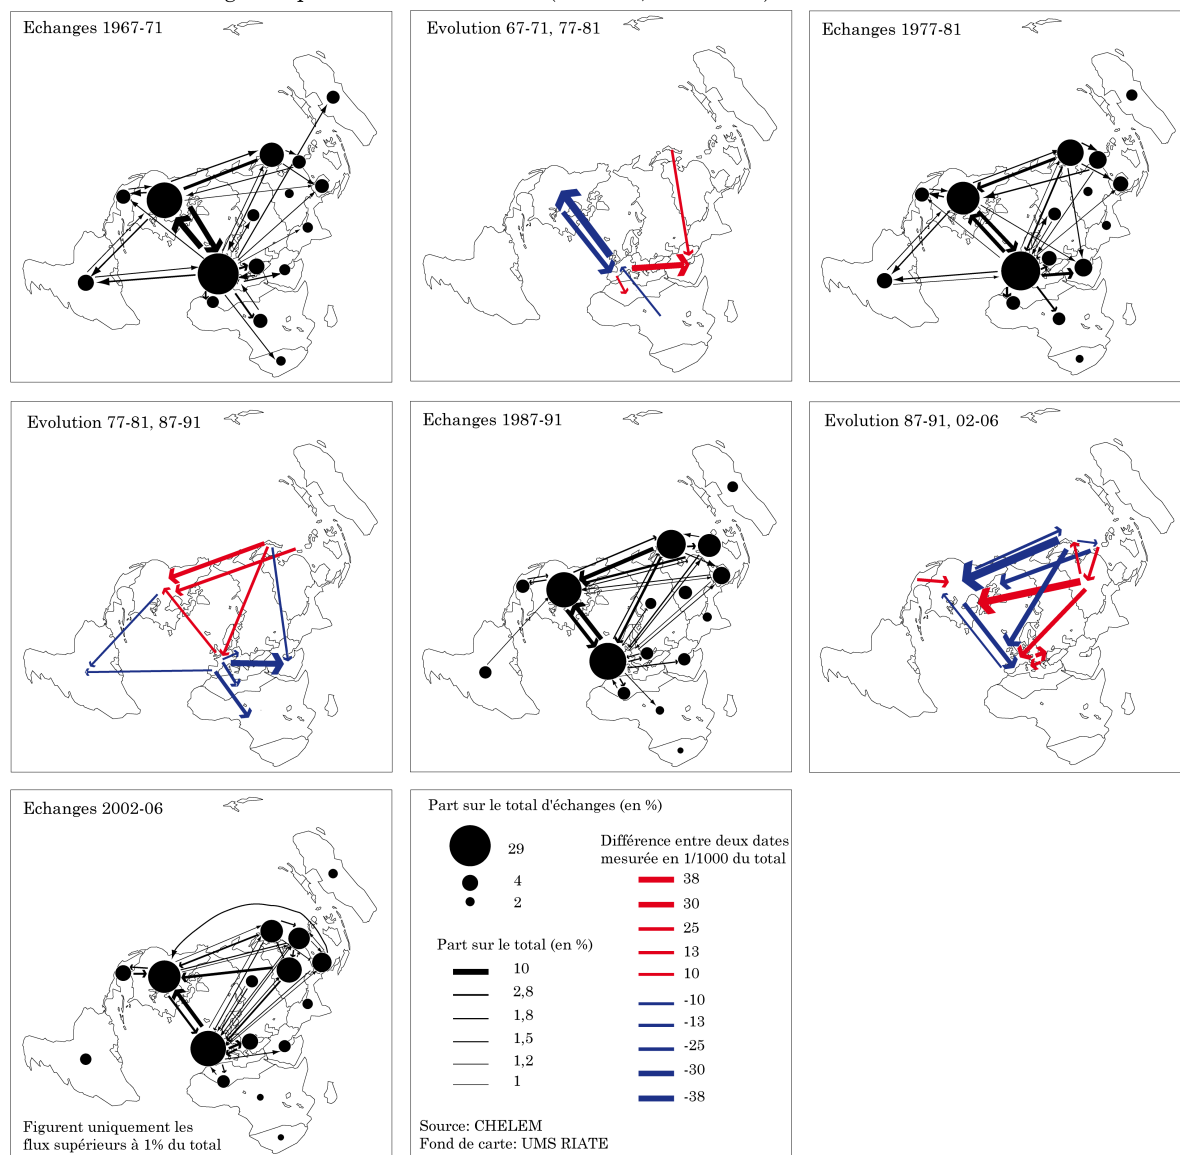 Echanges 1967-71
Evolution 67-71, 77-81
Echanges 1977-81
Evolution 77-81, 87-91
Echanges 1987-91
Evolution 87-91, 02-06
Echanges 2002-06
Figurent uniquement les
flux supérieurs à 1% du total
Part sur le total d'échanges (en %)
29
4
2
Part sur le total (en %)
10
2,8
1,8
1,5
1,2
1
Différence entre deux dates
mesurée en 1/1000 du total
38
30
25
13
10
-10
-13
-25
-30
-38
Source: CHELEM
Fond de carte: UMS RIATE